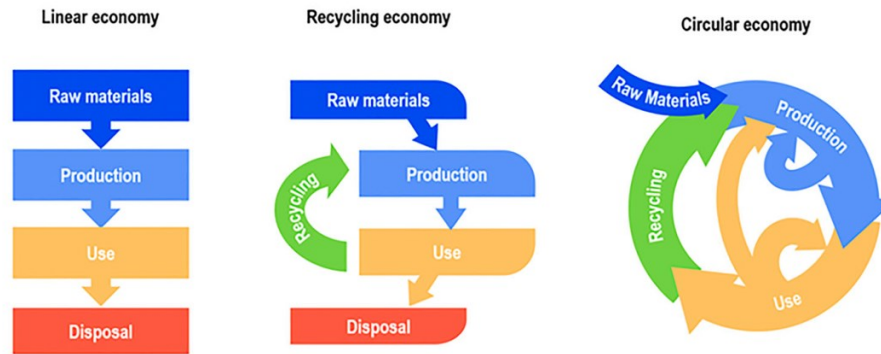 Linear economy
Raw materials
Production
Use
Disposal
Recycling economy
Raw materials
Production
Recycling
Use
Disposal
Circular economy
Raw Materials
Production
Recycling
Use